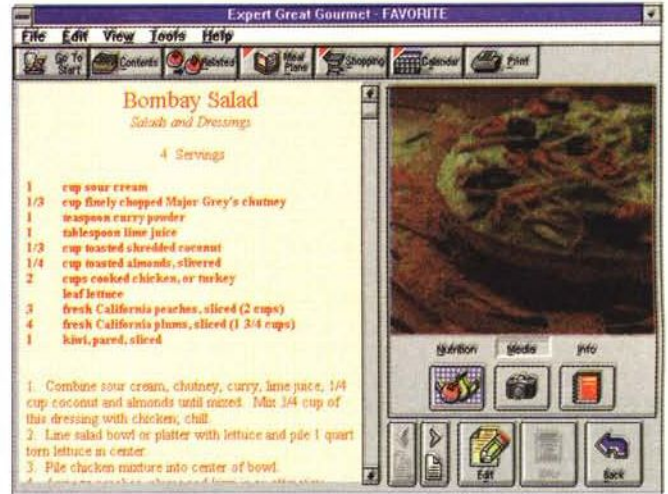 Expert Great Gourmet - FAVORITE
File Edit View Tools Help
Go To Start Contents Related Meal Plans Shopping Calendar Print
Bombay Salad
Salads and Dressings
4 Servings
1 cup sour cream
1/3 cup finely chopped Major Grey's chutney
1 teaspoon curry powder
1 tablespoon lime juice
1/3 cup toasted shredded coconut
1/4 cup toasted almonds, slivered
2 cups cooked chicken, or turkey
leaf lettuce
3 fresh California peaches, sliced (2 cups)
4 fresh California plums, sliced (1 3/4 cups)
1 kiwi, pared, sliced
1. Combine sour cream, chutney, curry, lime juice, 1/4
cup coconut and almonds until mixed. Mix 3/4 cup of
this dressing with chicken; chill.
2. Line salad bowl or platter with lettuce and pile 1 quart
torn lettuce in center.
3. Pile chicken mixture into center of bowl.
Nutrition Media Info
Edit Back